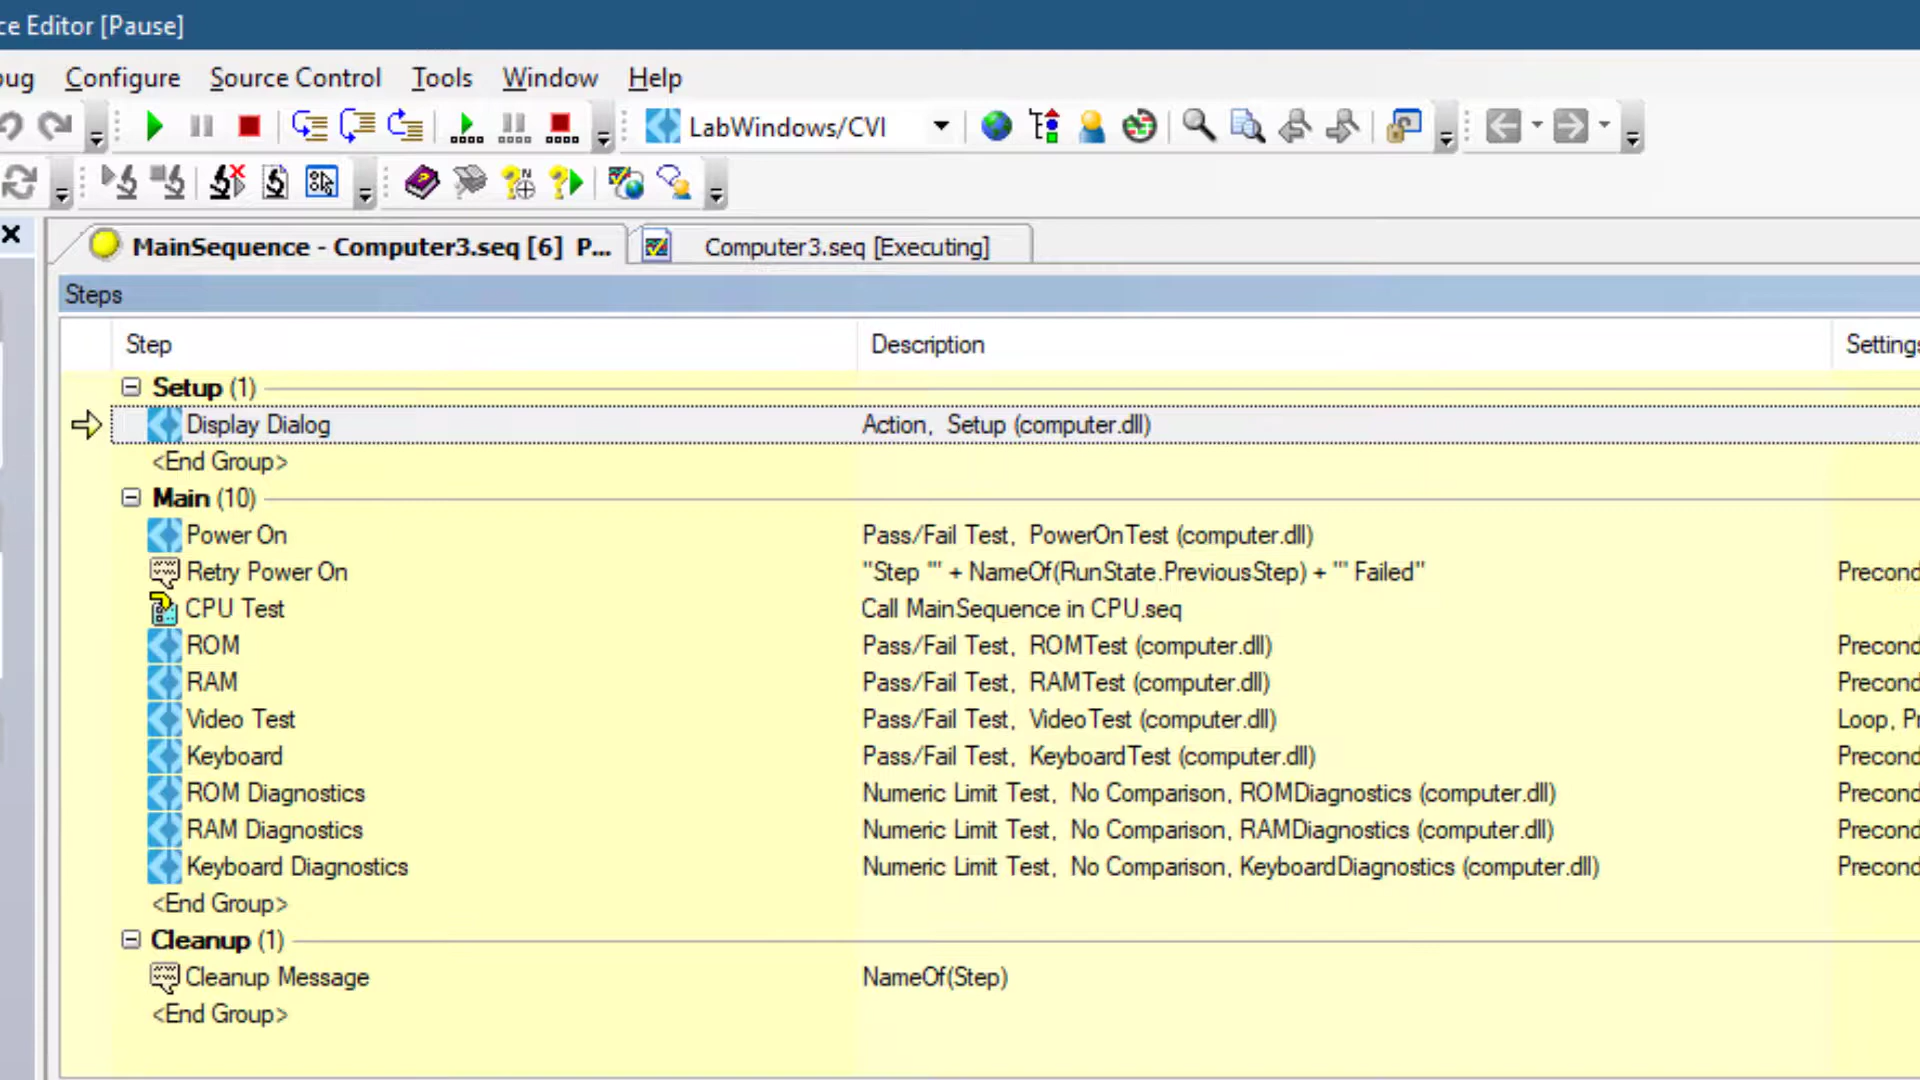 ce Editor [Pause]
bug Configure Source Control Tools Window Help
LabWindows/CVI
MainSequence - Computer3.seq [6] P... Computer3.seq [Executing]
Steps
Step Description Settings
Setup (1)
Display Dialog Action, Setup (computer.dll)
<End Group>
Main (10)
Power On Pass/Fail Test, PowerOnTest (computer.dll)
Retry Power On "Step '" + NameOf(RunState.PreviousStep) + "' Failed" Precond
CPU Test Call MainSequence in CPU.seq
ROM Pass/Fail Test, ROMTest (computer.dll) Precond
RAM Pass/Fail Test, RAMTest (computer.dll) Precond
Video Test Pass/Fail Test, VideoTest (computer.dll) Loop, Pr
Keyboard Pass/Fail Test, KeyboardTest (computer.dll) Precond
ROM Diagnostics Numeric Limit Test, No Comparison, ROMDiagnostics (computer.dll) Precond
RAM Diagnostics Numeric Limit Test, No Comparison, RAMDiagnostics (computer.dll) Precond
Keyboard Diagnostics Numeric Limit Test, No Comparison, KeyboardDiagnostics (computer.dll) Precond
<End Group>
Cleanup (1)
Cleanup Message NameOf(Step)
<End Group>